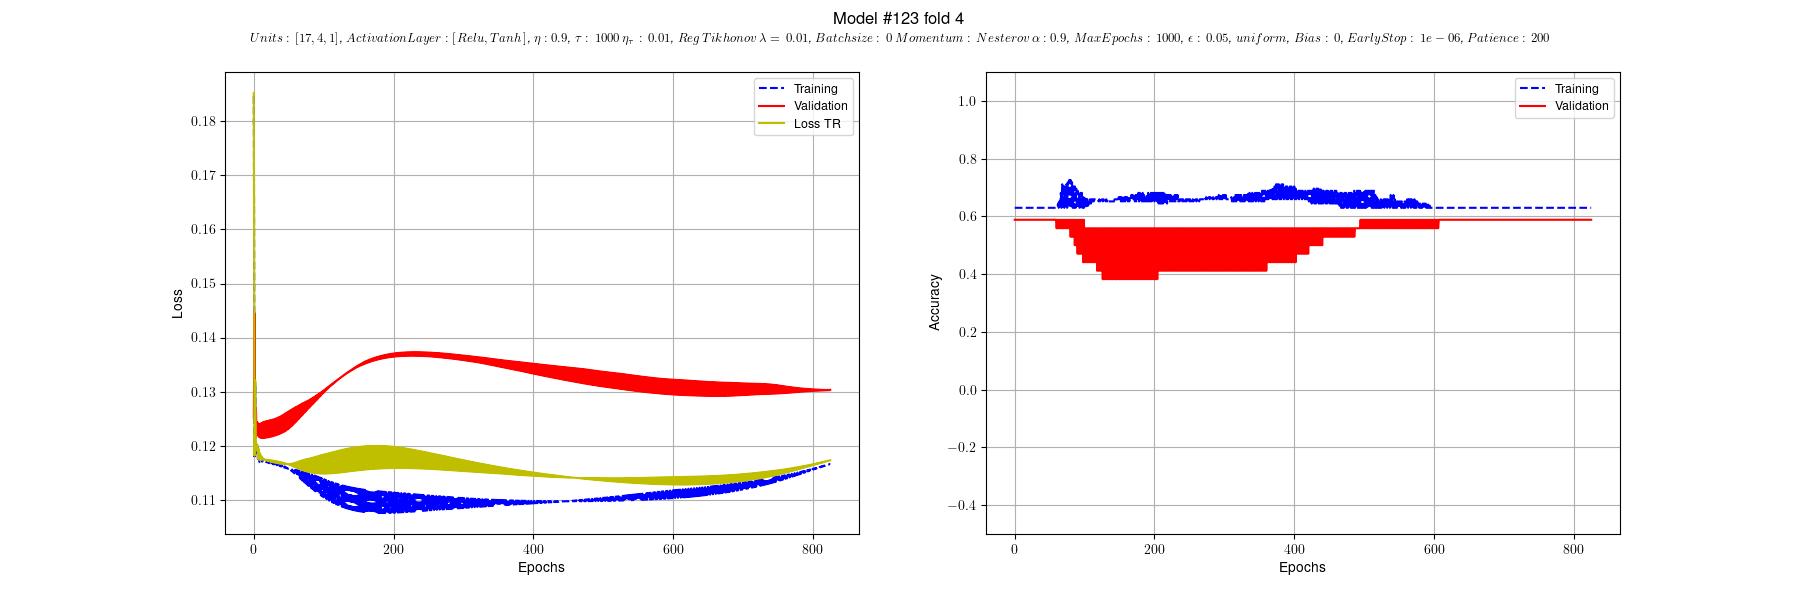 Model #123 fold 4
Units : [17, 4, 1], ActivationLayer : [Relu, Tanh], η : 0.9, τ : 1000 ητ : 0.01, Reg Tikhonov λ = 0.01, Batchsize : 0 Momentum : Nesterov α : 0.9, MaxEpochs : 1000, ϵ : 0.05, uniform, Bias : 0, EarlyStop : 1e − 06, Patience : 200
Training
Validation
Loss TR
0.18
0.17
0.16
0.15
0.14
0.13
0.12
0.11
Loss
0
200
400
600
800
Epochs
Training
Validation
1.0
0.8
0.6
0.4
0.2
0.0
−0.2
−0.4
Accuracy
0
200
400
600
800
Epochs